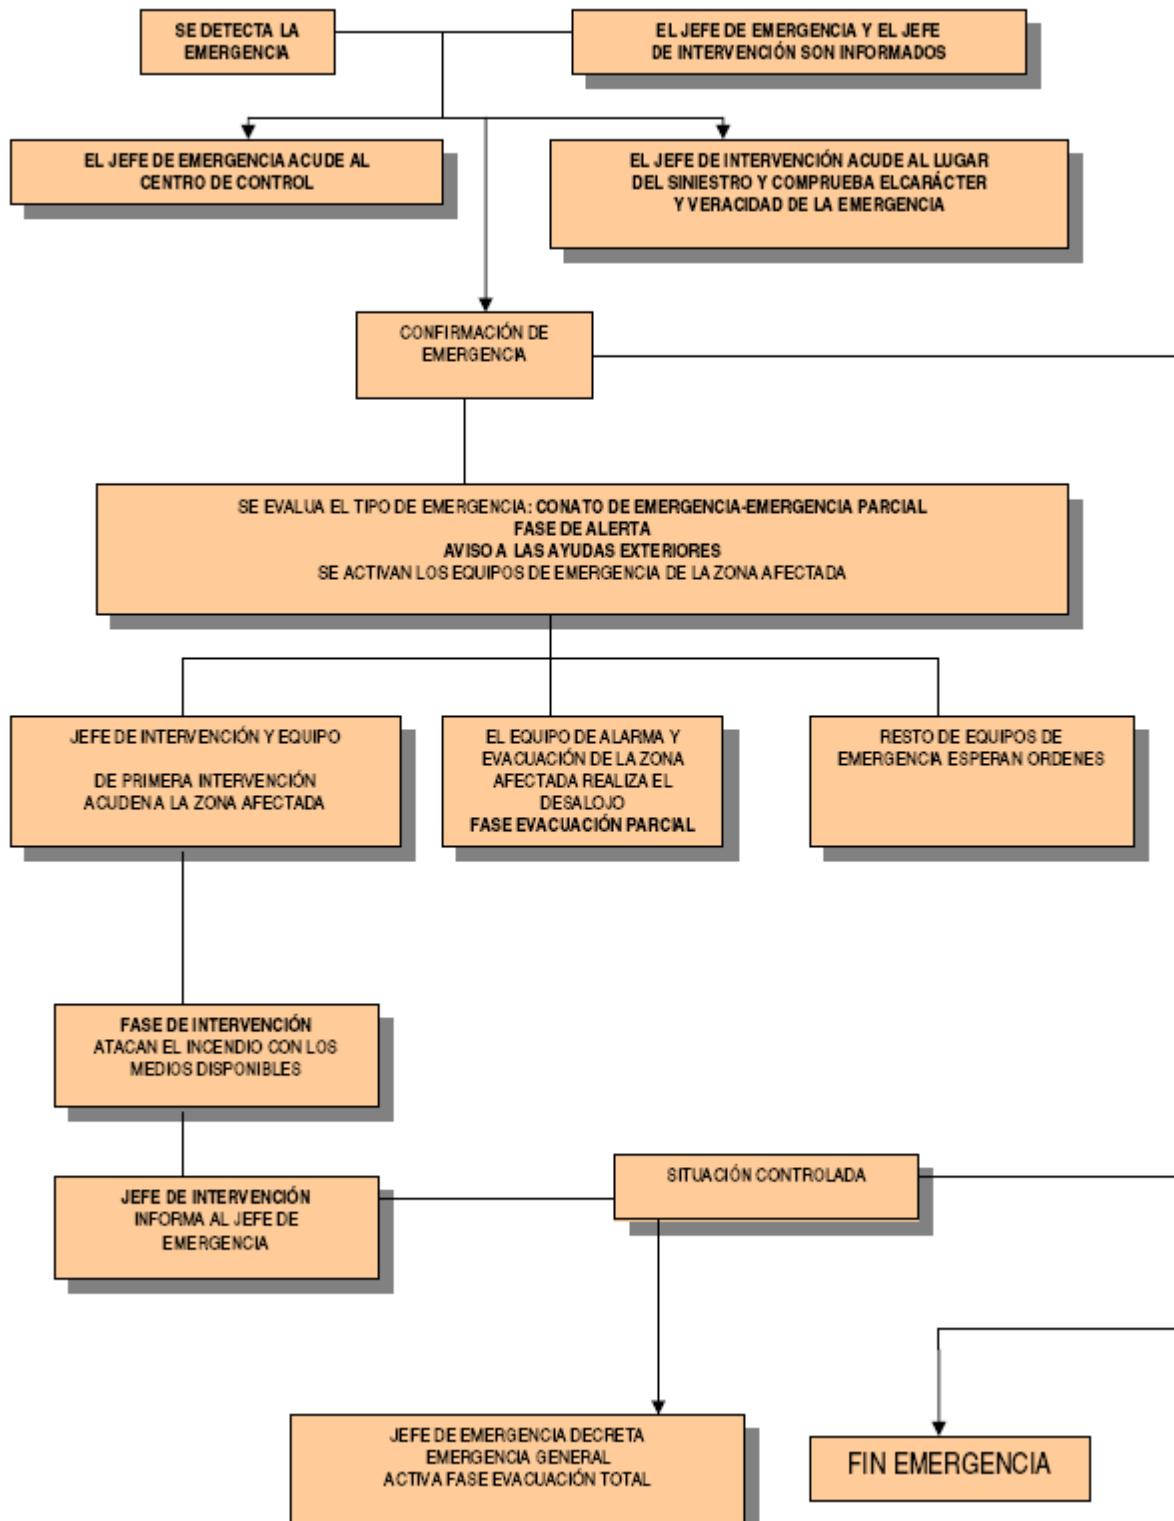 SE DETECTA LA
EMERGENCIA
EL JEFE DE EMERGENCIA Y EL JEFE
DE INTERVENCIÓN SON INFORMADOS
EL JEFE DE EMERGENCIA ACUDE AL
CENTRO DE CONTROL
EL JEFE DE INTERVENCIÓN ACUDE AL LUGAR
DEL SINIESTRO Y COMPRUEBA ELCARÁCTER
Y VERACIDAD DE LA EMERGENCIA
CONFIRMACIÓN DE
EMERGENCIA
SE EVALUA EL TIPO DE EMERGENCIA: CONATO DE EMERGENCIA-EMERGENCIA PARCIAL
FASE DE ALERTA
AVISO A LAS AYUDAS EXTERIORES
SE ACTIVAN LOS EQUIPOS DE EMERGENCIA DE LA ZONA AFECTADA
JEFE DE INTERVENCIÓN Y EQUIPO
DE PRIMERA INTERVENCIÓN
ACUDEN A LA ZONA AFECTADA
EL EQUIPO DE ALARMA Y
EVACUACIÓN DE LA ZONA
AFECTADA REALIZA EL
DESALOJO
FASE EVACUACIÓN PARCIAL
RESTO DE EQUIPOS DE
EMERGENCIA ESPERAN ORDENES
FASE DE INTERVENCIÓN
ATACAN EL INCENDIO CON LOS
MEDIOS DISPONIBLES
JEFE DE INTERVENCIÓN
INFORMA AL JEFE DE
EMERGENCIA
SITUACIÓN CONTROLADA
JEFE DE EMERGENCIA DECRETA
EMERGENCIA GENERAL
ACTIVA FASE EVACUACIÓN TOTAL
FIN EMERGENCIA